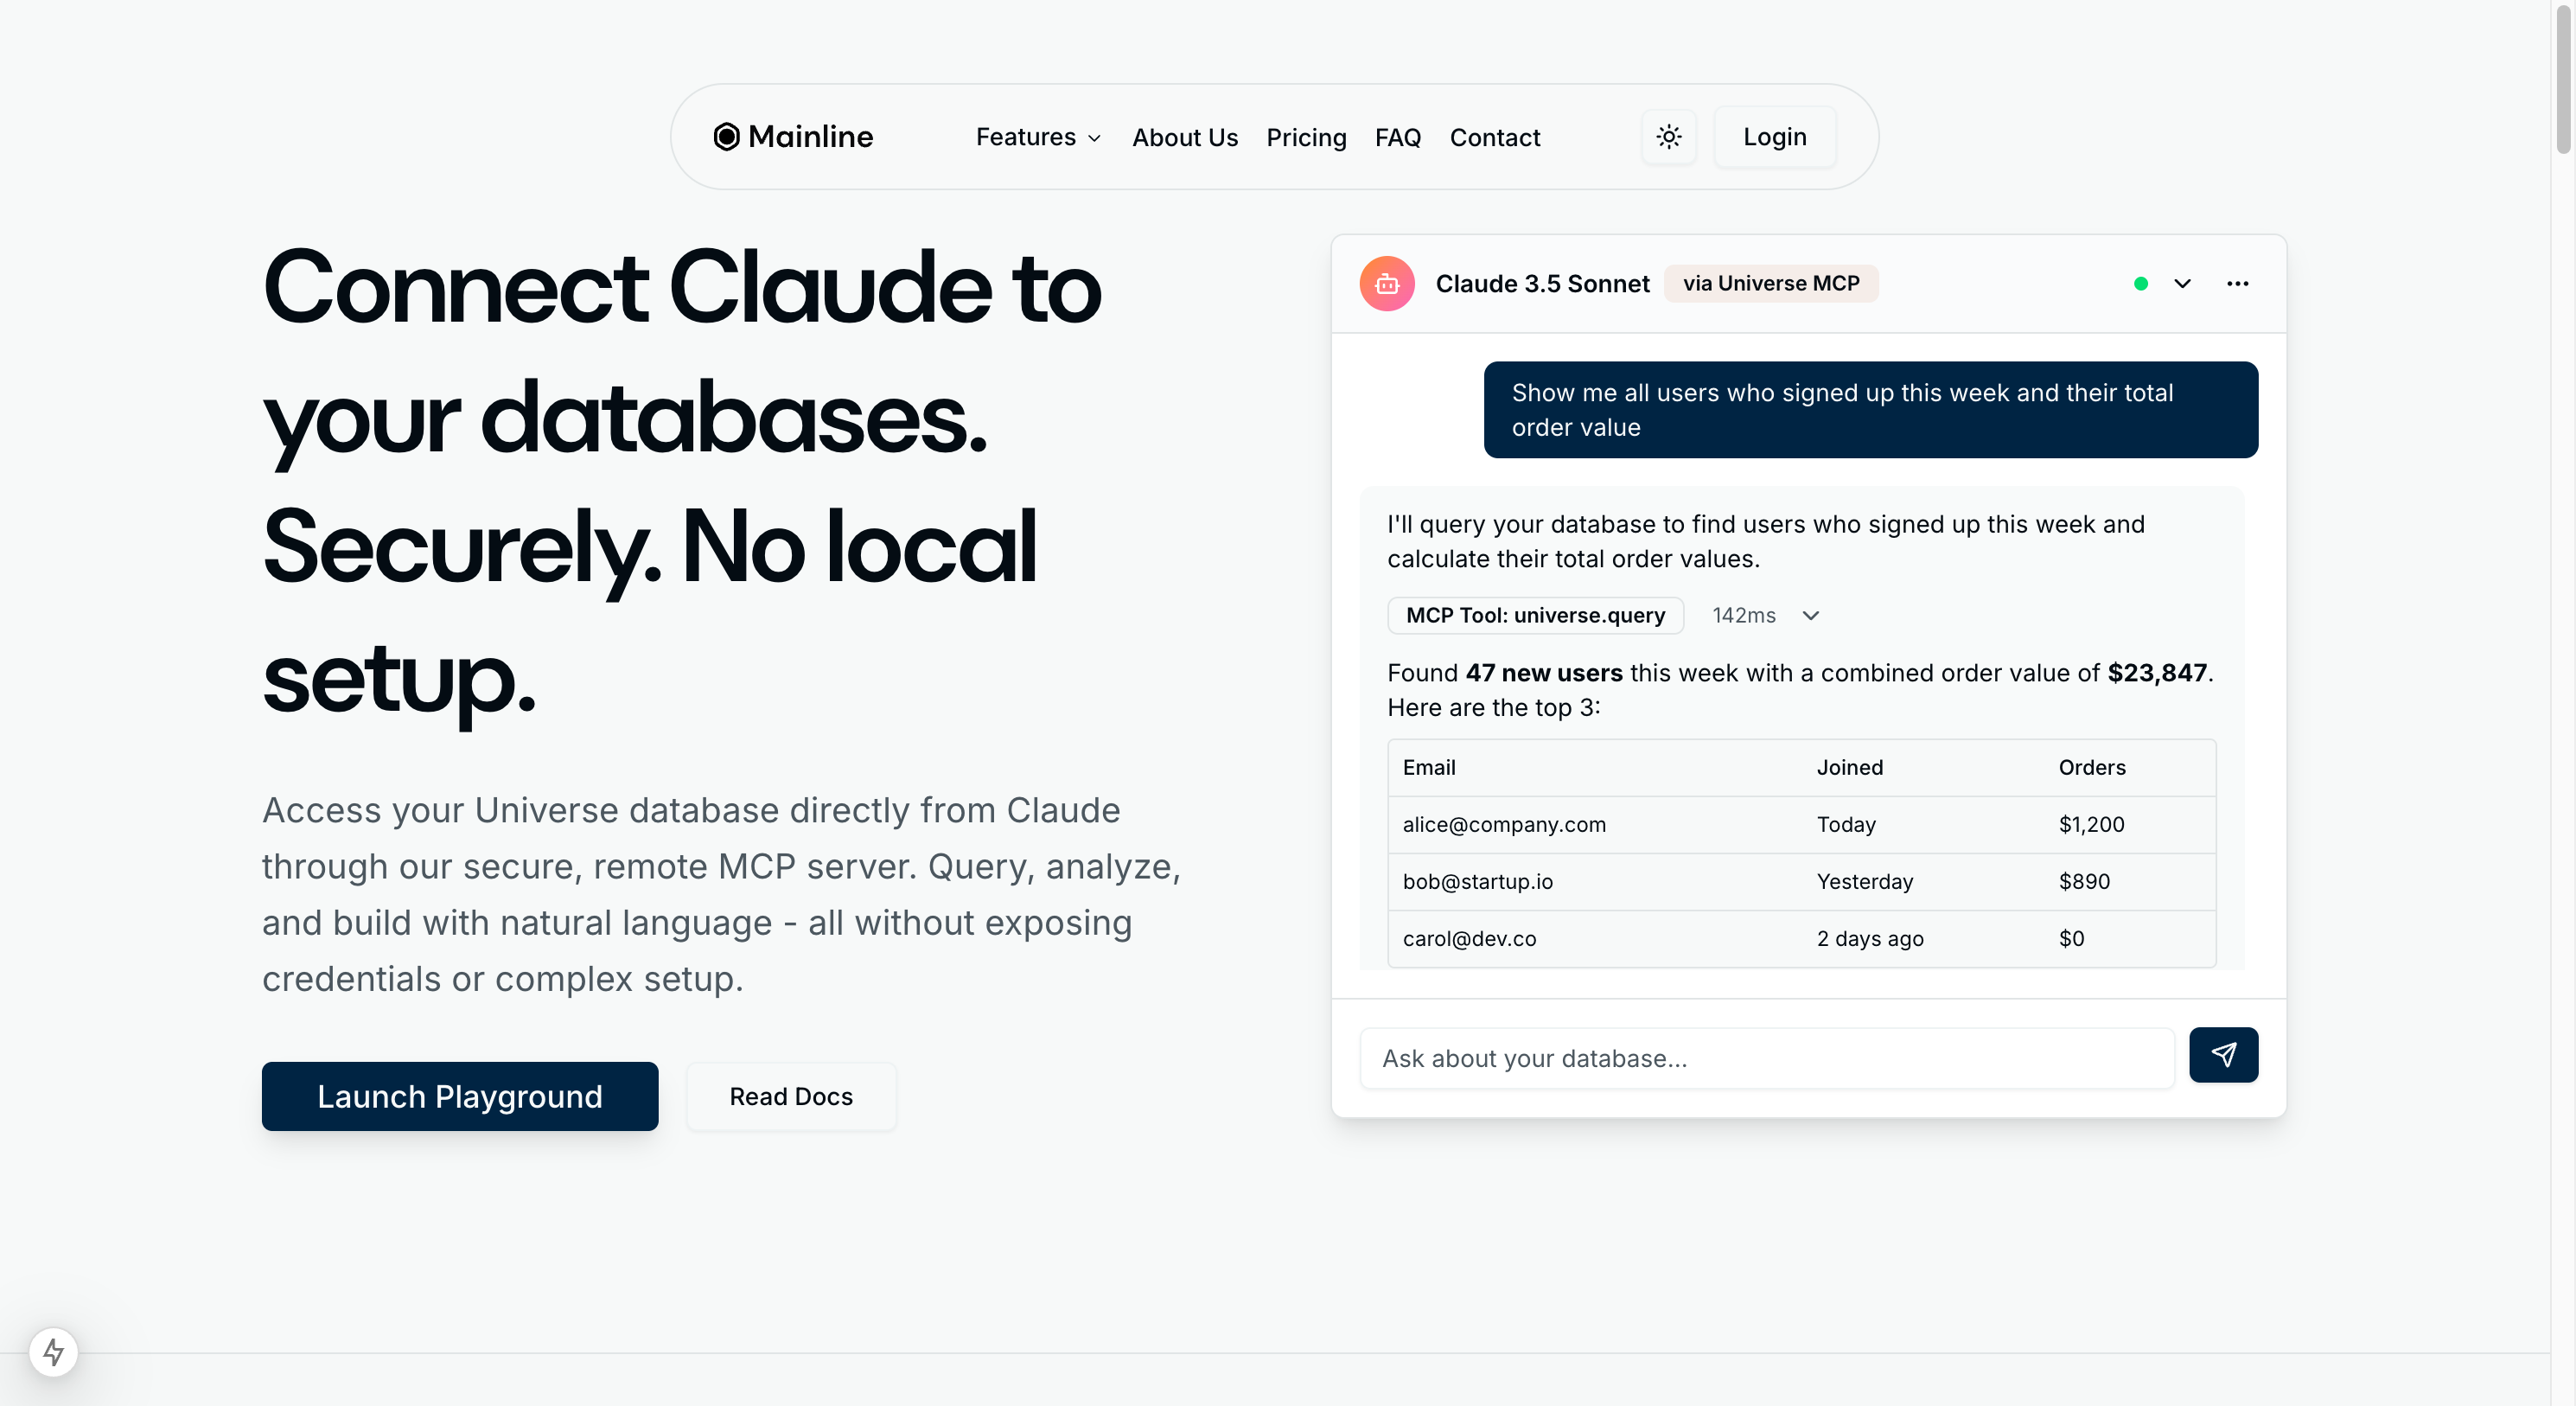 Mainline
Features
About Us
Pricing
FAQ
Contact
Login
Connect Claude to
your databases.
Securely. No local
setup.
Access your Universe database directly from Claude
through our secure, remote MCP server. Query, analyze,
and build with natural language - all without exposing
credentials or complex setup.
Launch Playground
Read Docs
Claude 3.5 Sonnet
via Universe MCP
Show me all users who signed up this week and their total
order value
I'll query your database to find users who signed up this week and
calculate their total order values.
MCP Tool: universe.query
142ms
Found 47 new users this week with a combined order value of $23,847.
Here are the top 3:
Email Joined Orders
alice@company.com Today $1,200
bob@startup.io Yesterday $890
carol@dev.co 2 days ago $0
Ask about your database...